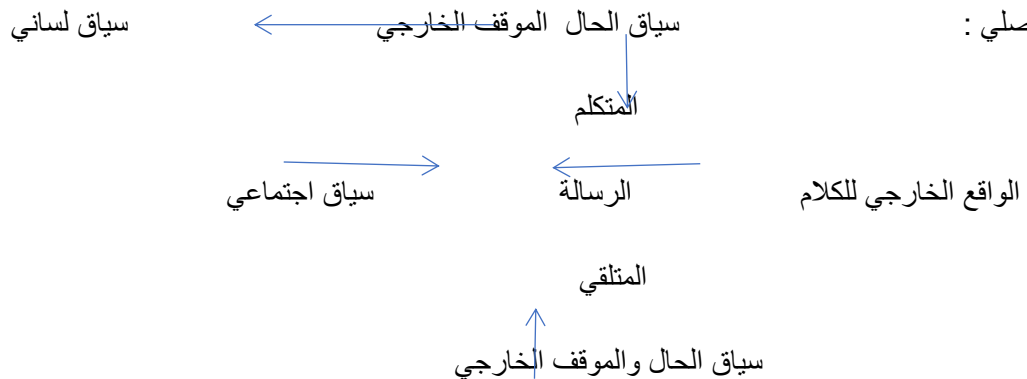 صلي : سياق الحال الموقف الخارجي سياق لساني
المتكلم
الواقع الخارجي للكلام الرسالة سياق اجتماعي
المتلقي
سياق الحال والموقف الخارجي